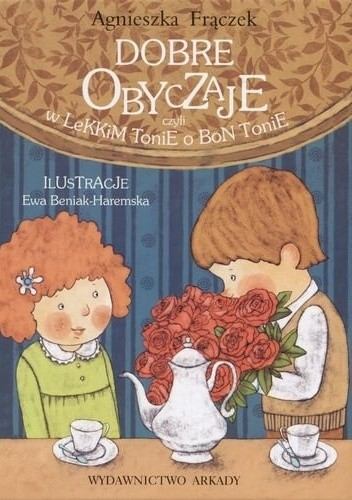 Agnieszka Frączek
DOBRE
OBYCZAJE
czyli
w LeKKiM ToniE o BoN ToniE
ILUSTRACJE
Ewa Beniak-Haremska
WYDAWNICTWO ARKADY